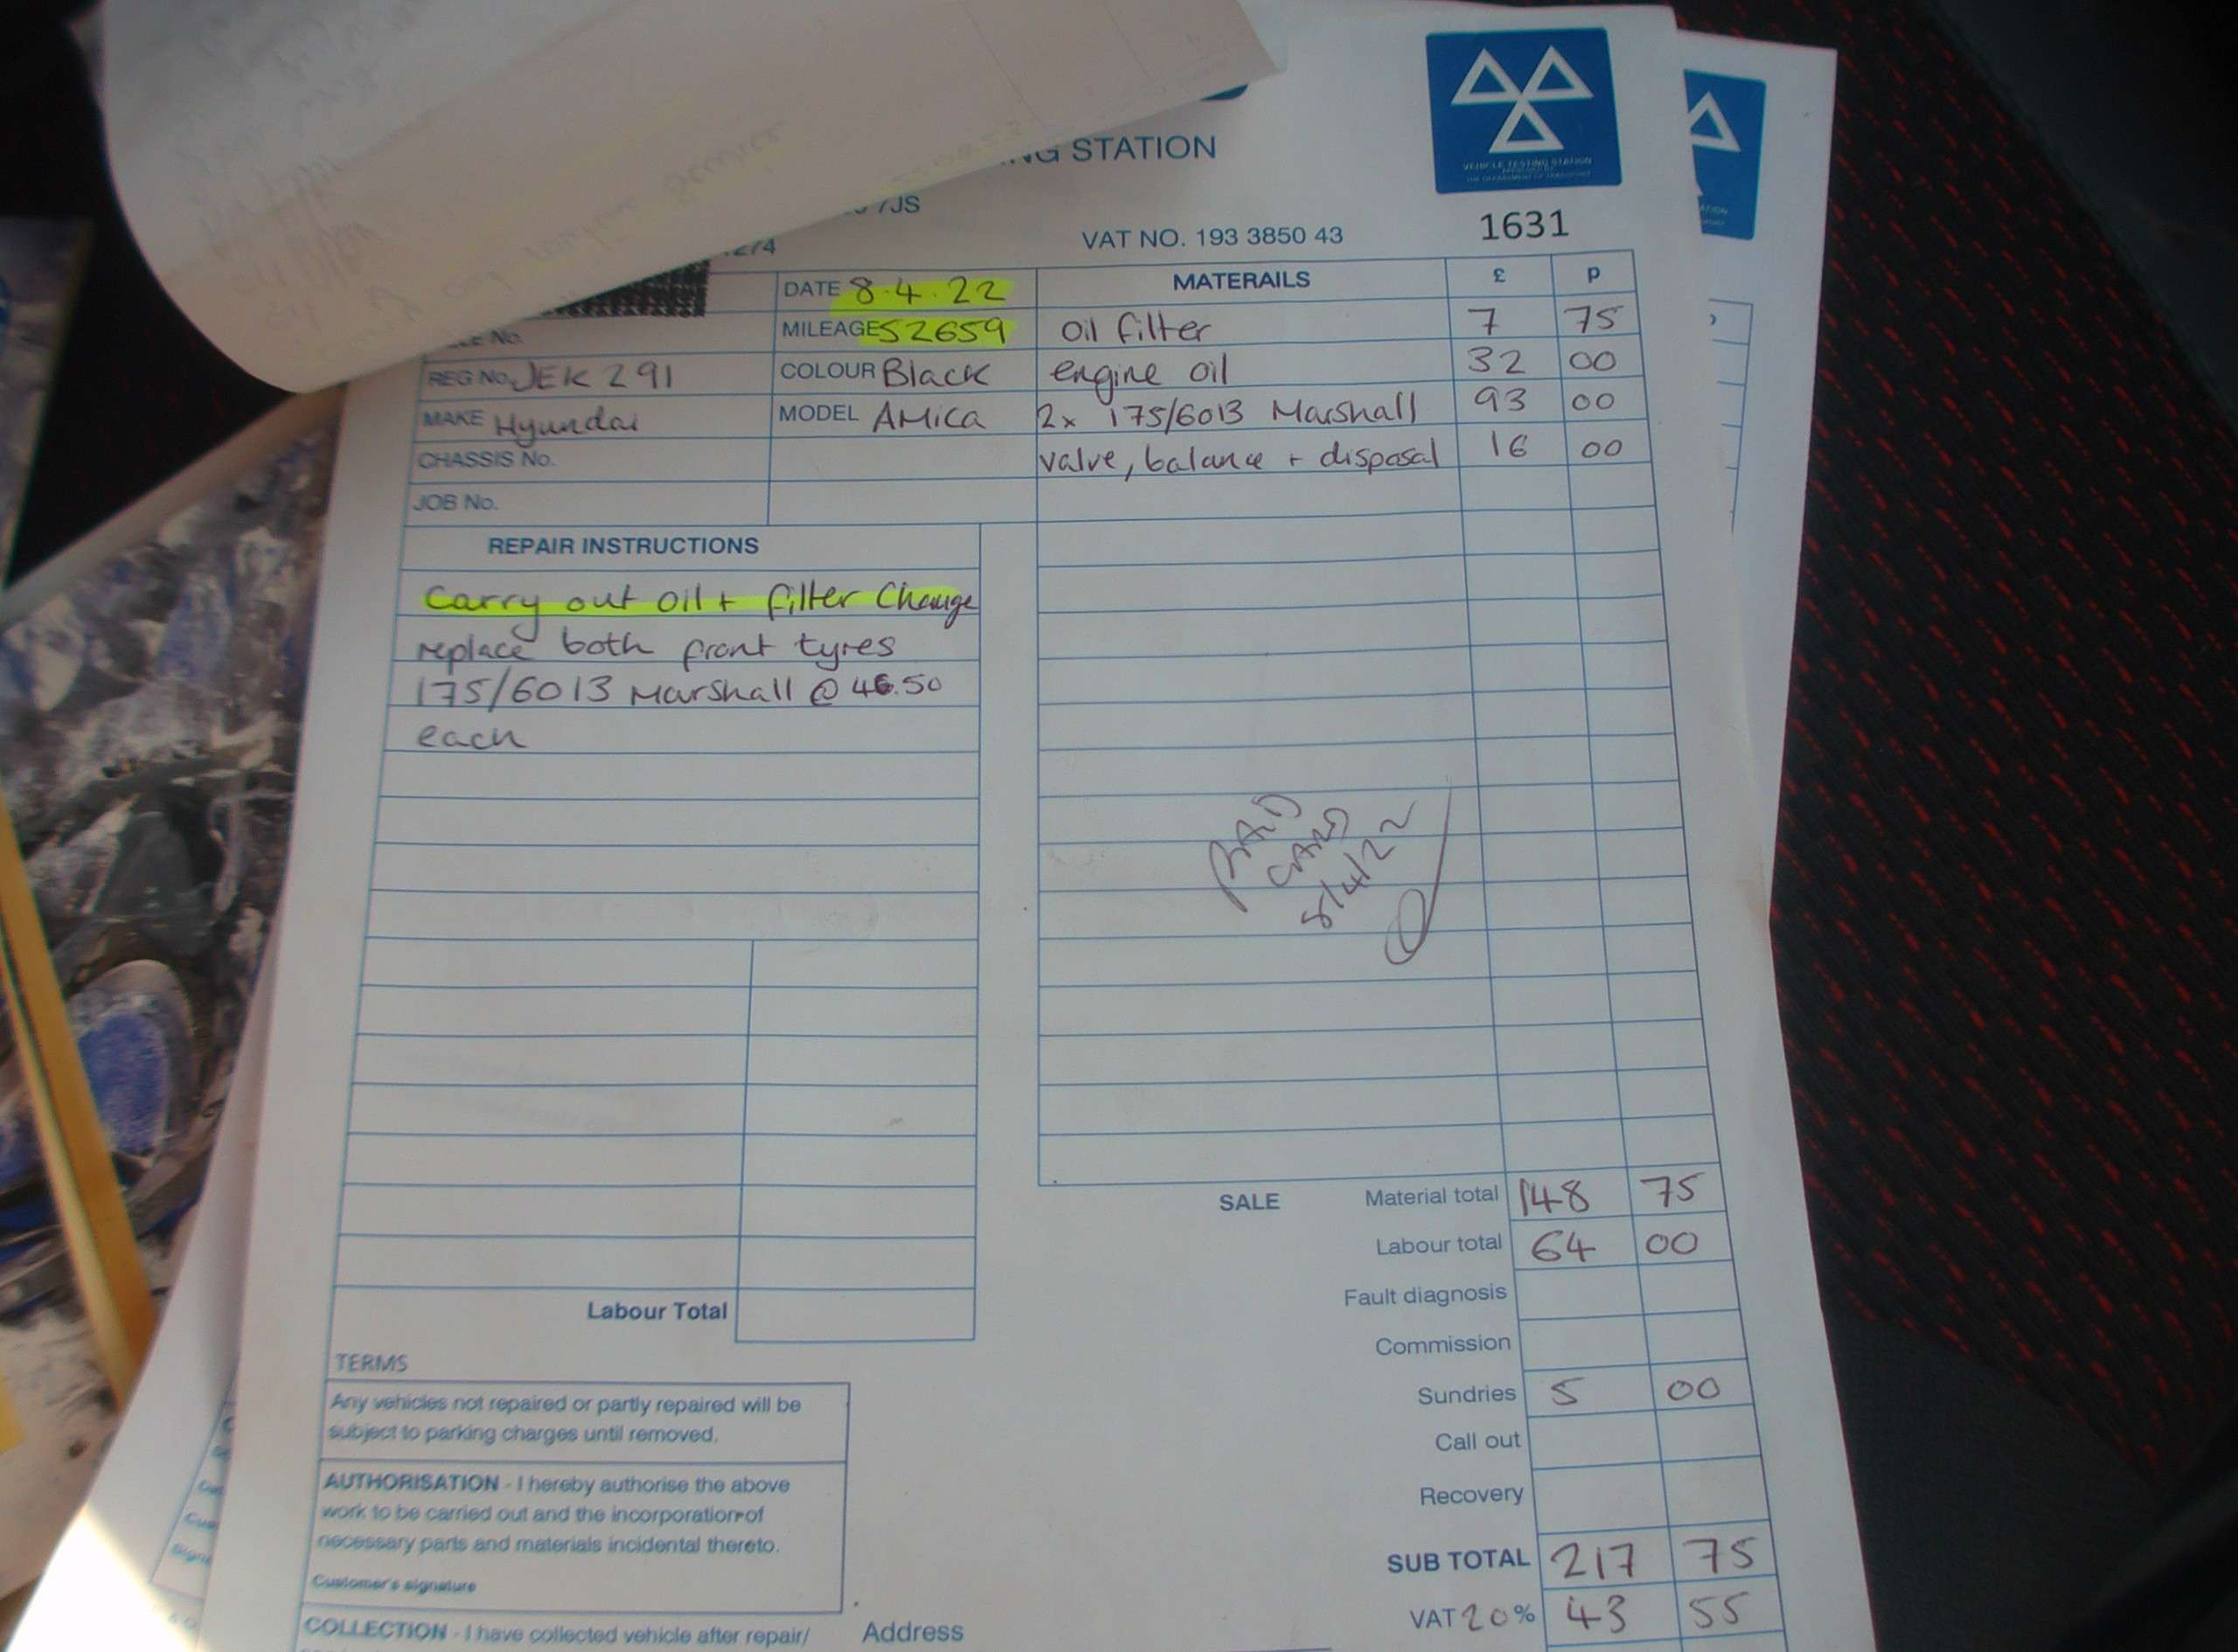 STATION
7JS
VAT NO. 193 3850 43
1631
DATE 8.4.22
MATERAILS
£
P
MILEAGE 52659
oil filter
7
75
REG No. JEK 291
COLOUR Black
engine oil
32
00
MAKE Hyundai
MODEL AMica
2x 175/6013 Marshall
93
00
CHASSIS No.
valve, balance + disposal
16
00
JOB No.
REPAIR INSTRUCTIONS
Carry out oil + filter Change
replace both front tyres
175/6013 Marshall @ 46.50
each
PAID
CARD
8/4/22
SALE
Material total 148 75
Labour total 64 00
Fault diagnosis
Commission
Sundries 5 00
Call out
Recovery
SUB TOTAL 217 75
VAT 20% 43 55
Labour Total
TERMS
Any vehicles not repaired or partly repaired will be
subject to parking charges until removed.
AUTHORISATION - I hereby authorise the above
work to be carried out and the incorporation of
necessary parts and materials incidental thereto.
Customer's signature
COLLECTION - I have collected vehicle after repair/
Address